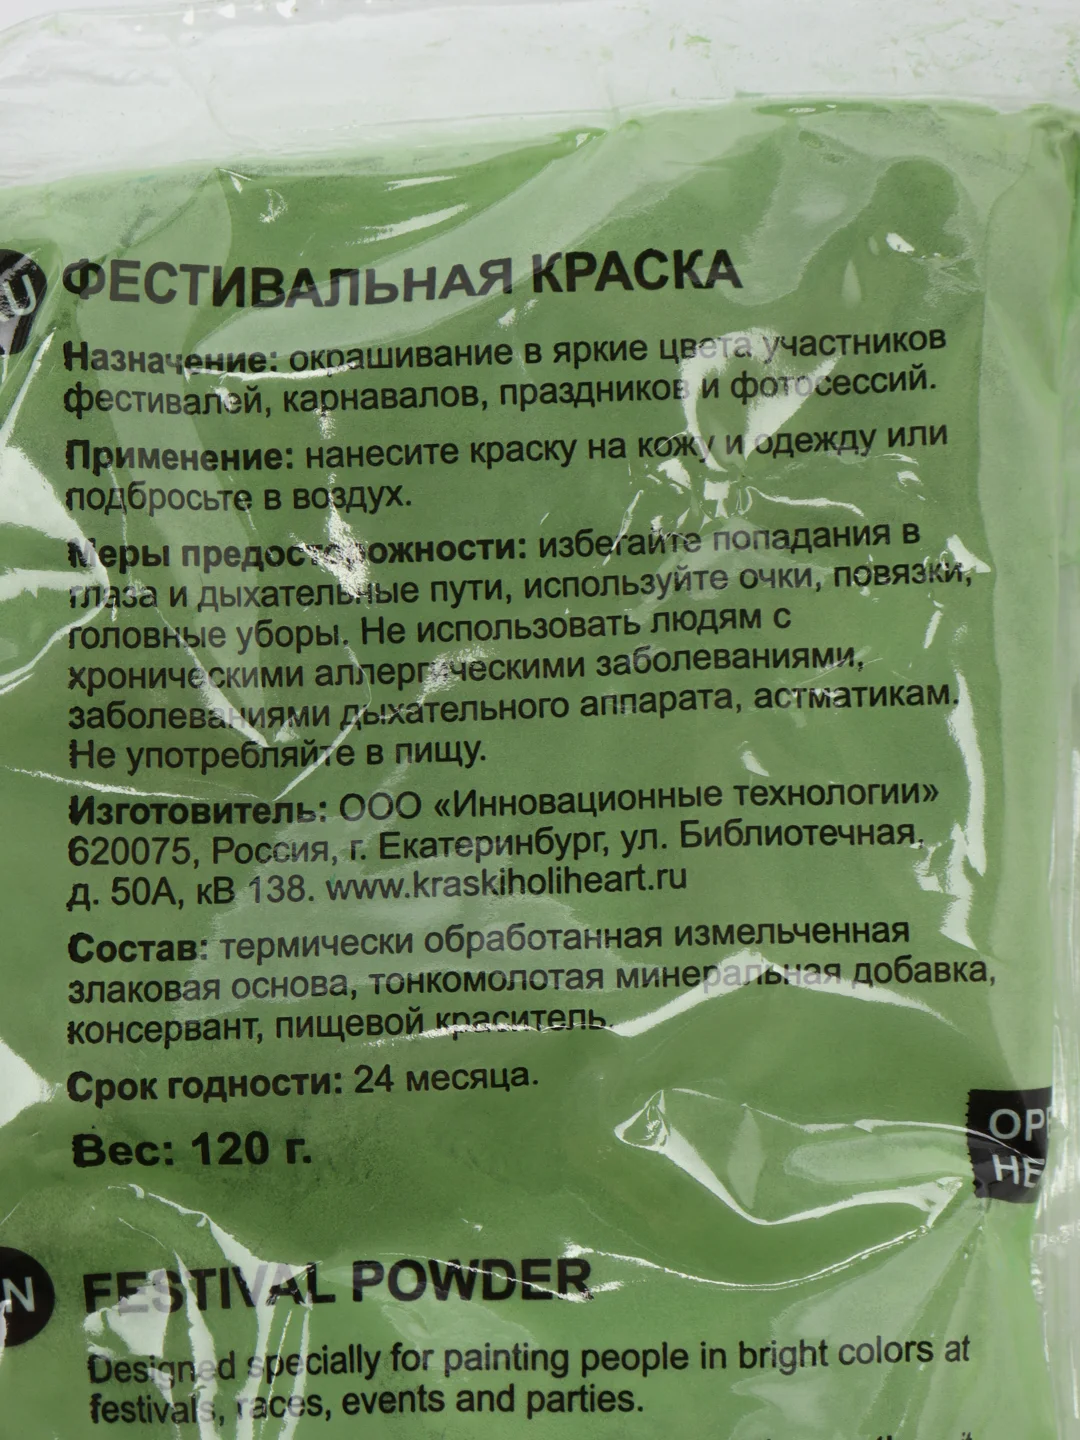 RU
ФЕСТИВАЛЬНАЯ КРАСКА
Назначение: окрашивание в яркие цвета участников
фестивалей, карнавалов, праздников и фотосессий.
Применение: нанесите краску на кожу и одежду или
подбросьте в воздух.
Меры предосторожности: избегайте попадания в
глаза и дыхательные пути, используйте очки, повязки,
головные уборы. Не использовать людям с
хроническими аллергическими заболеваниями,
заболеваниями дыхательного аппарата, астматикам.
Не употребляйте в пищу.
Изготовитель: ООО «Инновационные технологии»
620075, Россия, г. Екатеринбург, ул. Библиотечная,
д. 50А, кВ 138. www.kraskiholiheart.ru
Состав: термически обработанная измельченная
злаковая основа, тонкомолотая минеральная добавка,
консервант, пищевой краситель.
Срок годности: 24 месяца.
Вес: 120 г.
OP
HE
N
FESTIVAL POWDER
Designed specially for painting people in bright colors at
festivals, races, events and parties.